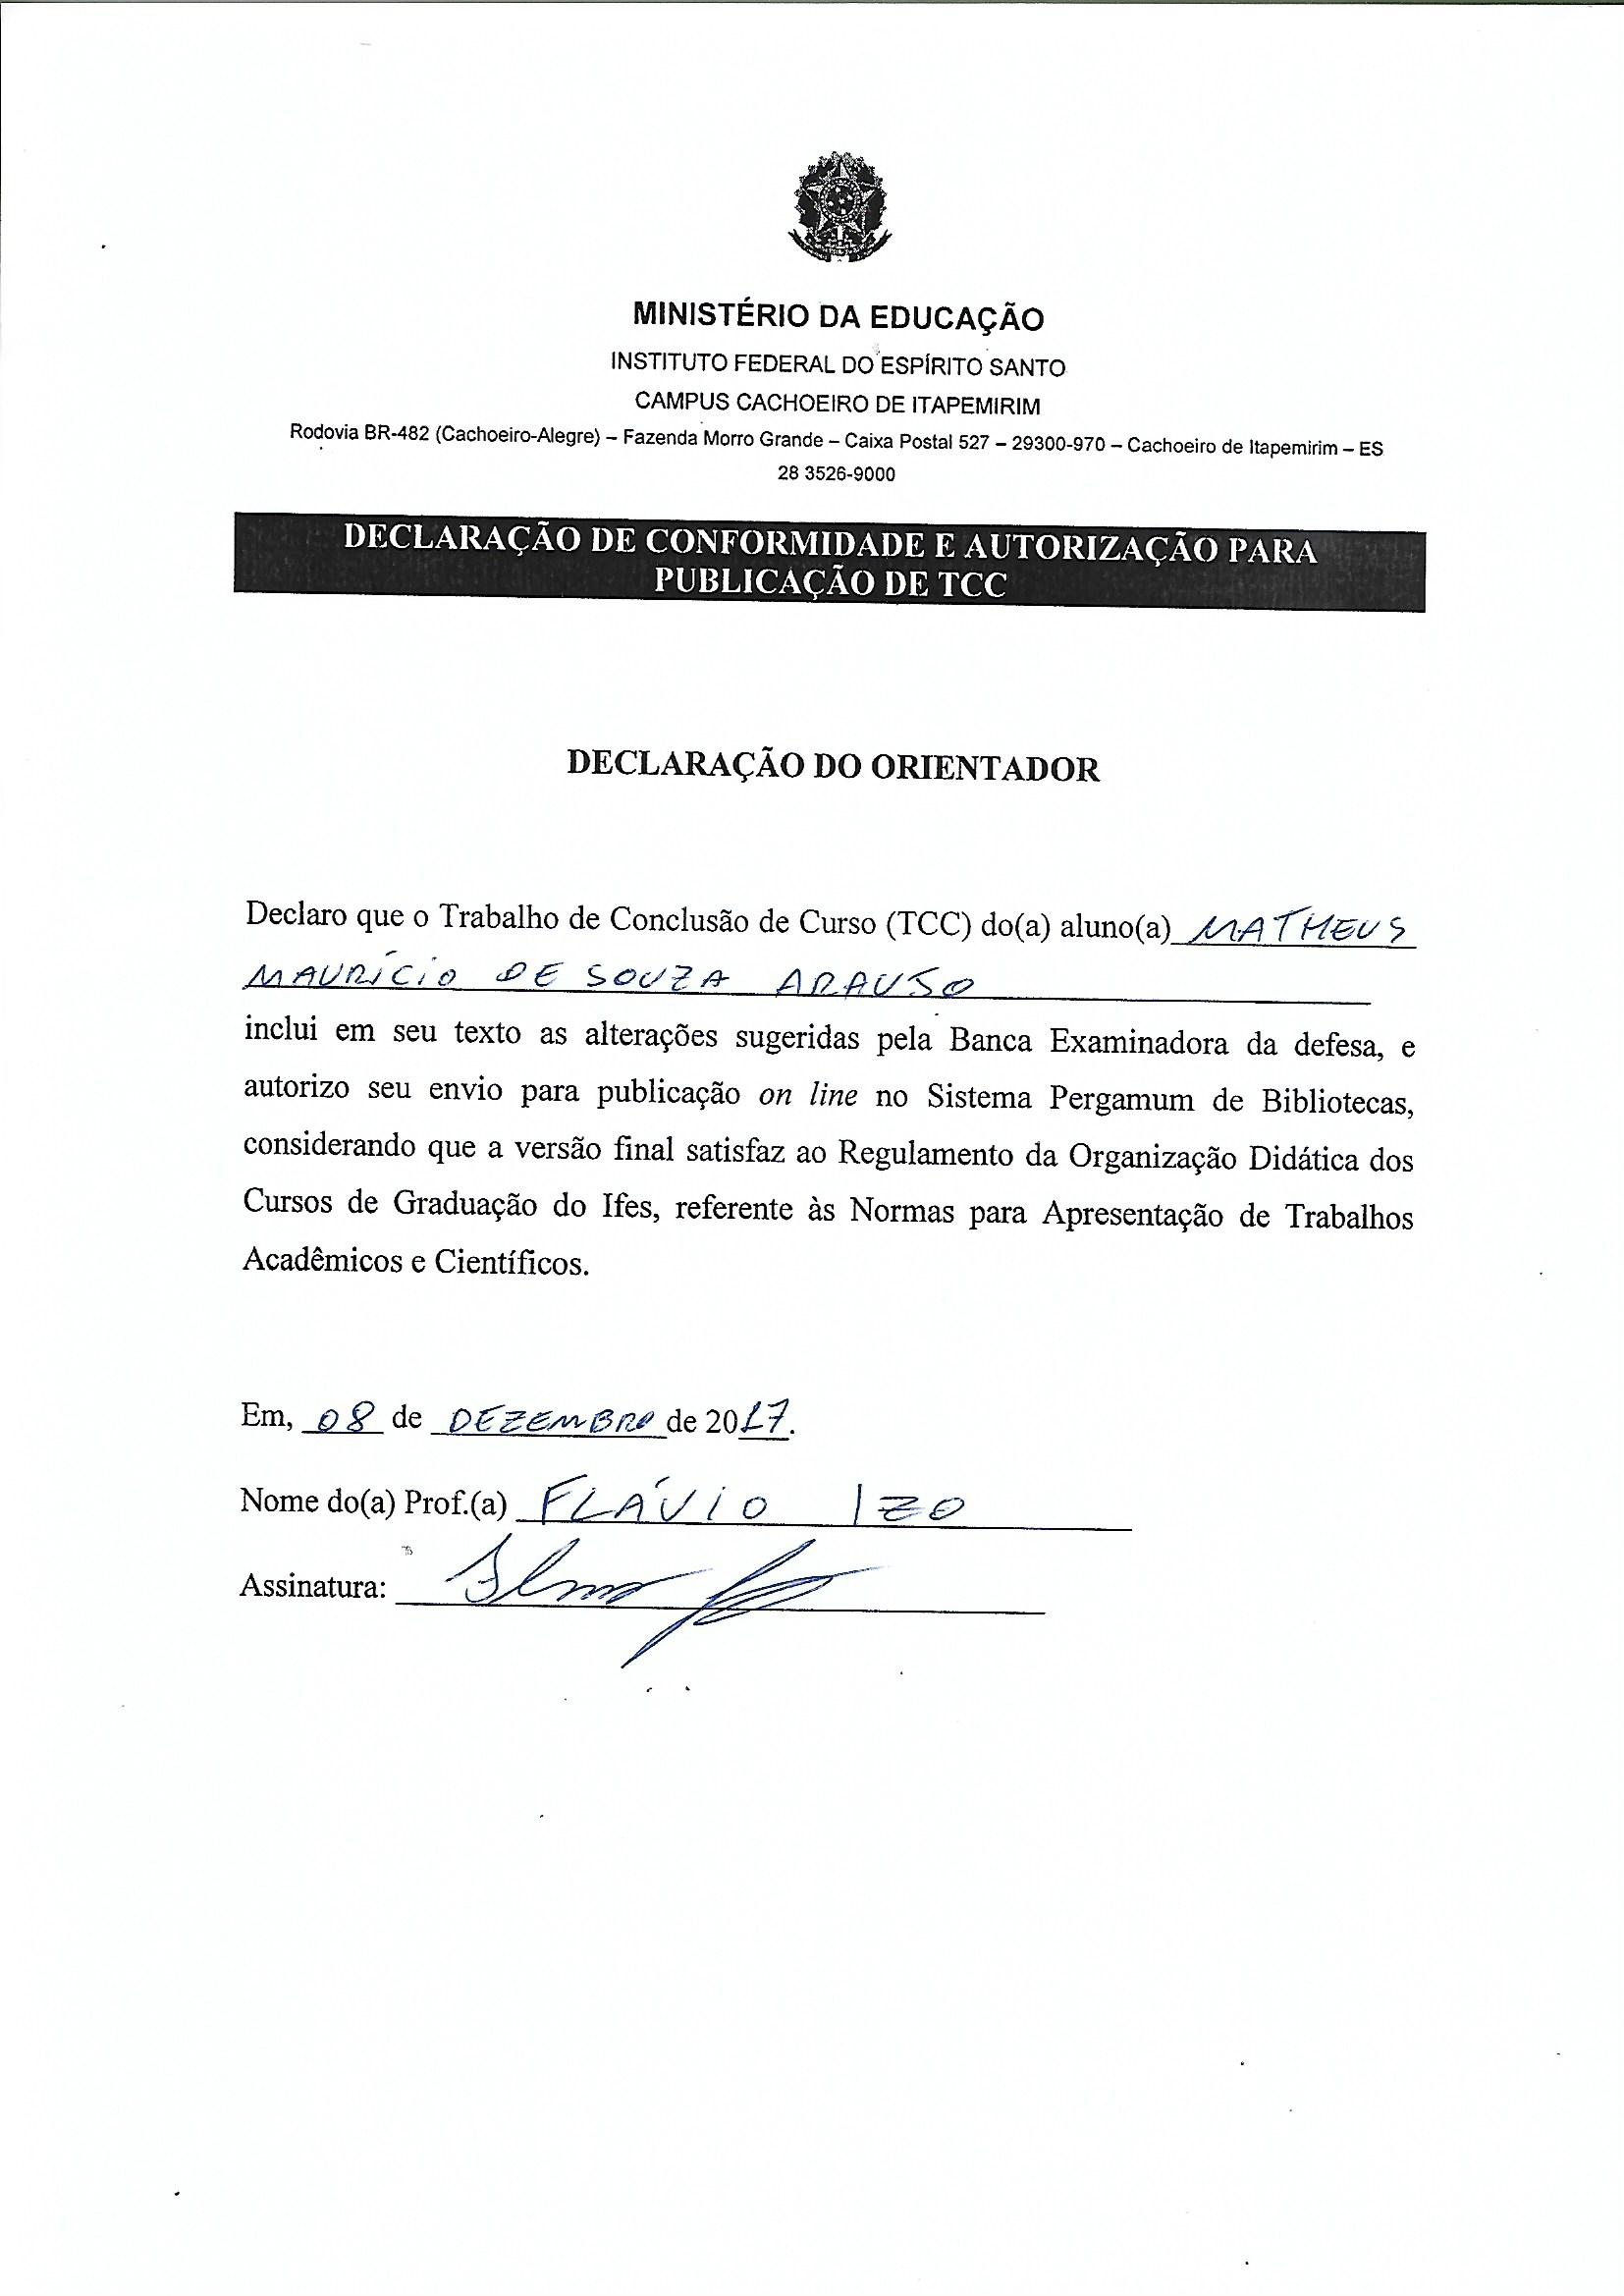 MINISTÉRIO DA EDUCAÇÃO
INSTITUTO FEDERAL DO ESPÍRITO SANTO
CAMPUS CACHOEIRO DE ITAPEMIRIM
Rodovia BR-482 (Cachoeiro-Alegre) – Fazenda Morro Grande – Caixa Postal 527 – 29300-970 – Cachoeiro de Itapemirim – ES
28 3526-9000
DECLARAÇÃO DE CONFORMIDADE E AUTORIZAÇÃO PARA
PUBLICAÇÃO DE TCC
DECLARAÇÃO DO ORIENTADOR
Declaro que o Trabalho de Conclusão de Curso (TCC) do(a) aluno(a) MATHEUS
MAURÍCIO DE SOUZA ARAUJO
inclui em seu texto as alterações sugeridas pela Banca Examinadora da defesa, e
autorizo seu envio para publicação on line no Sistema Pergamum de Bibliotecas,
considerando que a versão final satisfaz ao Regulamento da Organização Didática dos
Cursos de Graduação do Ifes, referente às Normas para Apresentação de Trabalhos
Acadêmicos e Científicos.
Em, 08 de DEZEMBRO de 2017.
Nome do(a) Prof.(a) FLÁVIO IZO
Assinatura: